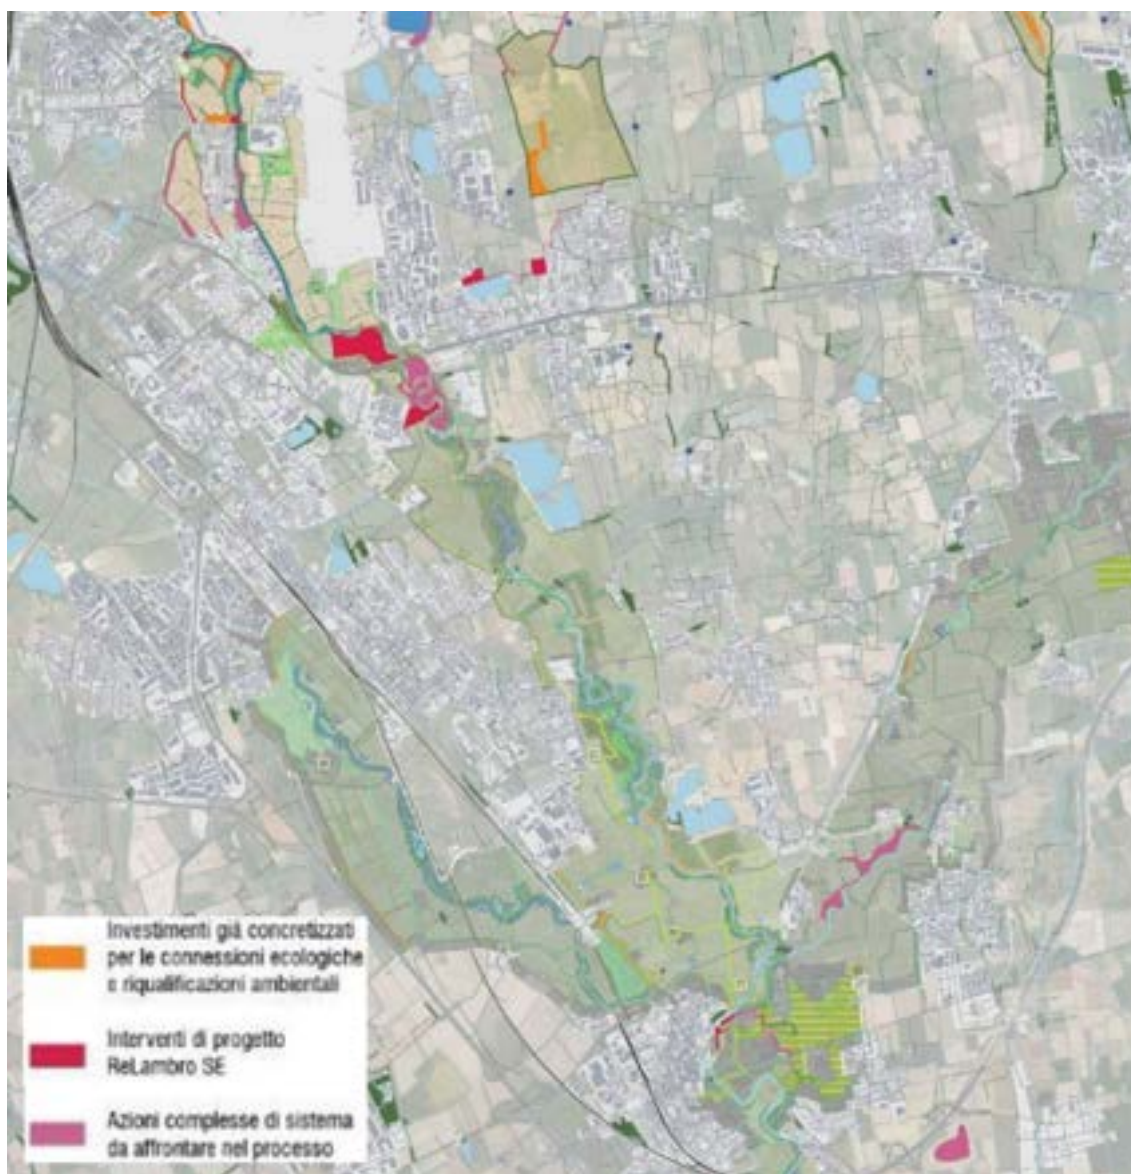 Investimenti già concretizzati
per le connessioni ecologiche
e riqualificazioni ambientali
Interventi di progetto
ReLambro SE
Azioni complesse di sistema
da affrontare nel processo